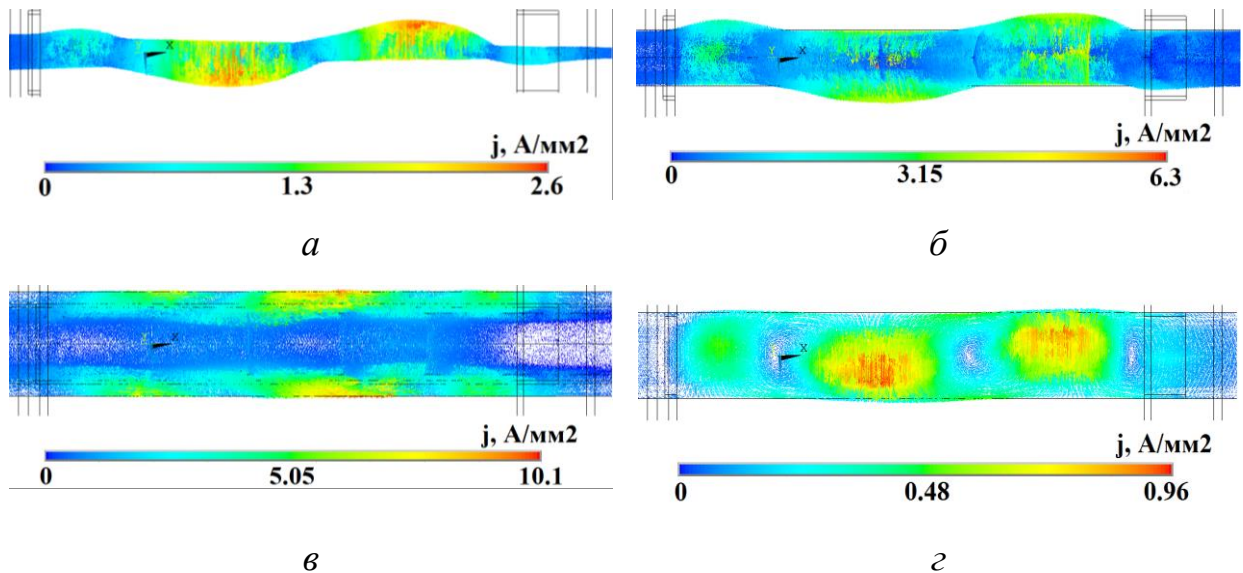 j, А/мм2
0 1.3 2.6
а
j, А/мм2
0 3.15 6.3
б
j, А/мм2
0 5.05 10.1
в
j, А/мм2
0 0.48 0.96
г
Y X
Y X
Y X
X